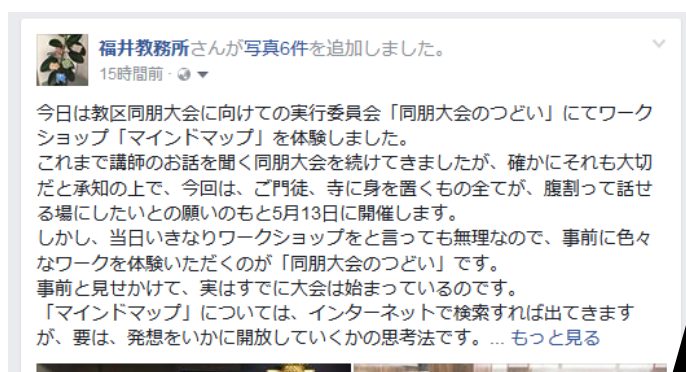 福井教務所さんが写真6件を追加しました。
15時間前 ·
今日は教区同朋大会に向けての実行委員会「同朋大会のつどい」にてワーク
ショップ「マインドマップ」を体験しました。
これまで講師のお話を聞く同朋大会を続けてきましたが、確かにそれも大切
だと承知の上で、今回は、ご門徒、寺に身を置くもの全てが、腹割って話せ
る場にしたいとの願いのもと5月13日に開催します。
しかし、当日いきなりワークショップをと言っても無理なので、事前に色々
なワークを体験いただくのが「同朋大会のつどい」です。
事前と見せかけて、実はすでに大会は始まっているのです。
「マインドマップ」については、インターネットで検索すれば出てきます
が、要は、発想をいかに開放していくかの思考法です。... もっと見る